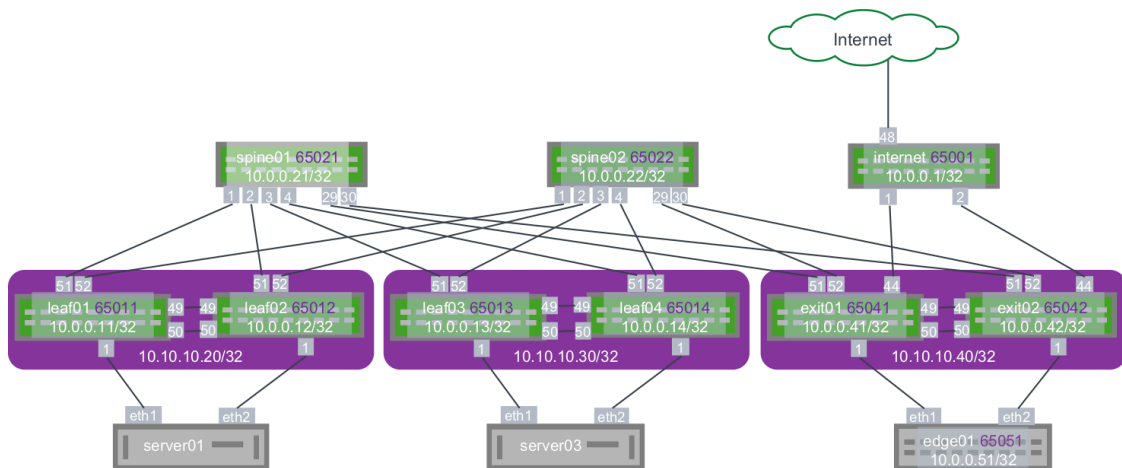 Internet
48
spine01 65021
10.0.0.21/32
1 2 3 4 29 30
spine02 65022
10.0.0.22/32
1 2 3 4 29 30
internet 65001
10.0.0.1/32
1 2
51 52
leaf01 65011
10.0.0.11/32
49 49
50 50
1
51 52
leaf02 65012
10.0.0.12/32
1
10.10.10.20/32
51 52
leaf03 65013
10.0.0.13/32
49 49
50 50
1
51 52
leaf04 65014
10.0.0.14/32
1
10.10.10.30/32
51 52 44
exit01 65041
10.0.0.41/32
49 49
50 50
1
51 52 44
exit02 65042
10.0.0.42/32
1
10.10.10.40/32
eth1 eth2
server01
eth1 eth2
server03
eth1 eth2
edge01 65051
10.0.0.51/32